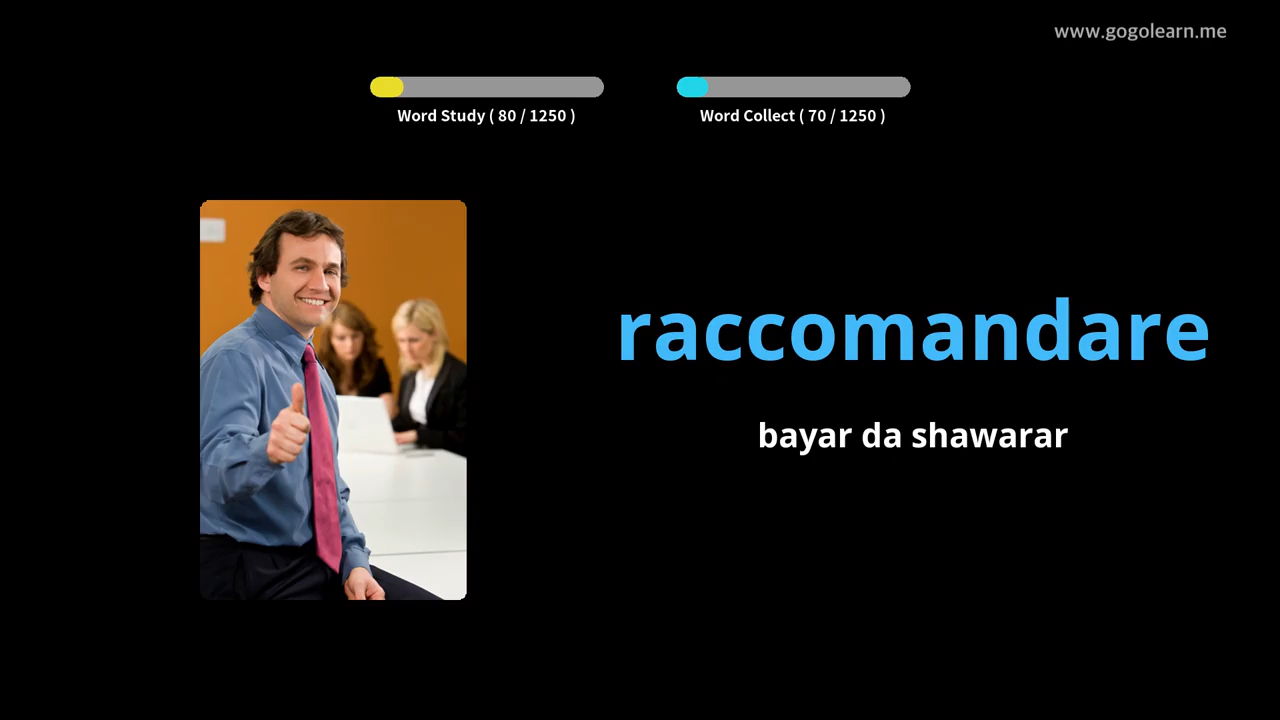 www.gogolearn.me
Word Study ( 80 / 1250 )
Word Collect ( 70 / 1250 )
raccomandare
bayar da shawarar